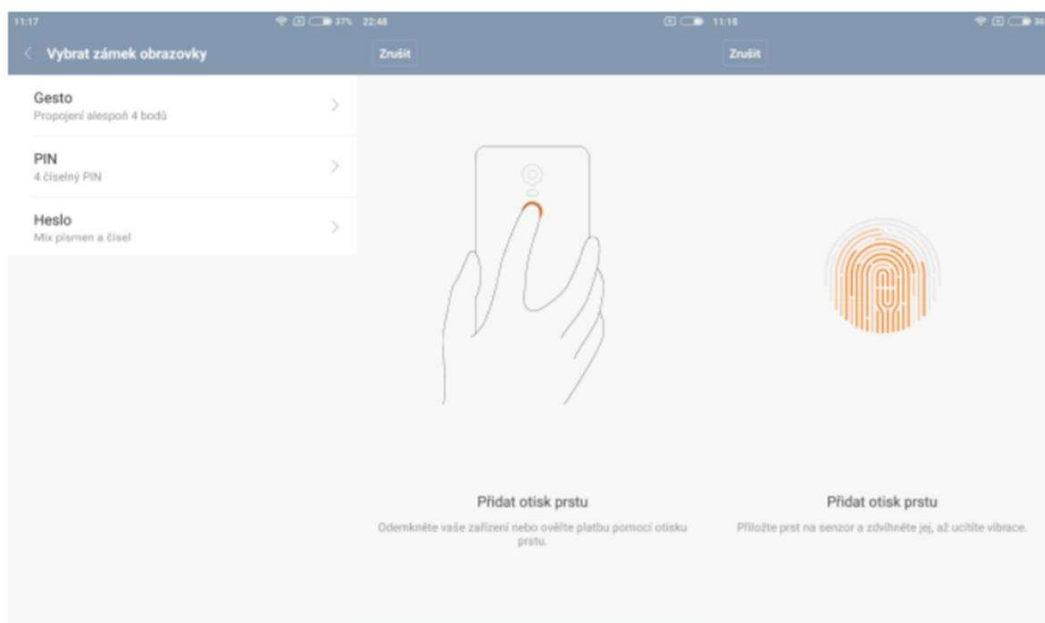 11:17
37%
Vybrat zámek obrazovky
Gesto
Propojení alespoň 4 bodů
PIN
4 číselný PIN
Heslo
Mix písmen a čísel
22:48
Zrušit
Přidat otisk prstu
Odemkněte vaše zařízení nebo ověřte platbu pomocí otisku
prstu.
11:18
Zrušit
Přidat otisk prstu
Přiložte prst na senzor a zdvihněte jej, až ucítíte vibrace.